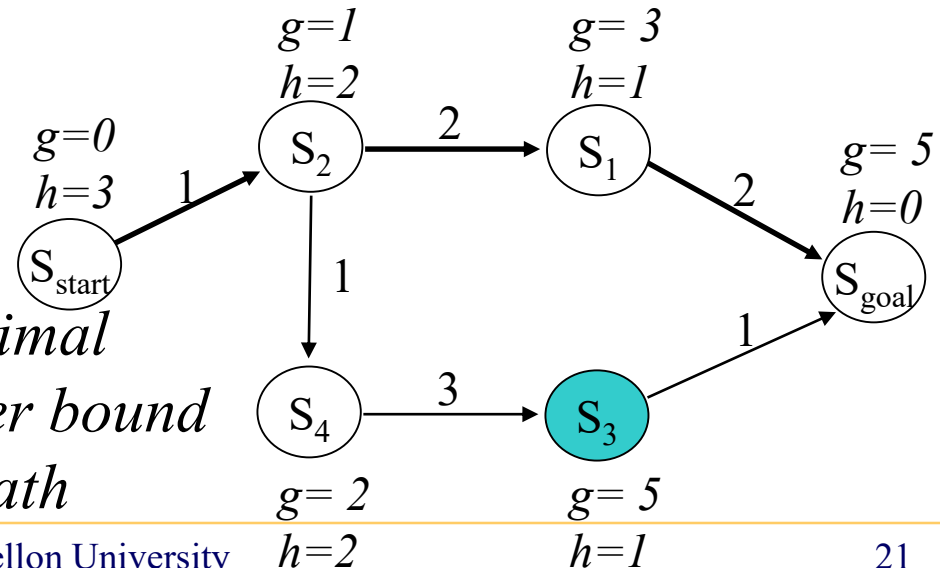 g=1
h=2
g= 3
h=1
g=0
h=3
g= 5
h=0
1
S2
2
S1
2
Sstart
Sgoal
1
1
S4
3
S3
g= 2
h=2
g= 5
h=1
imal
er bound
ath
ellon University
21